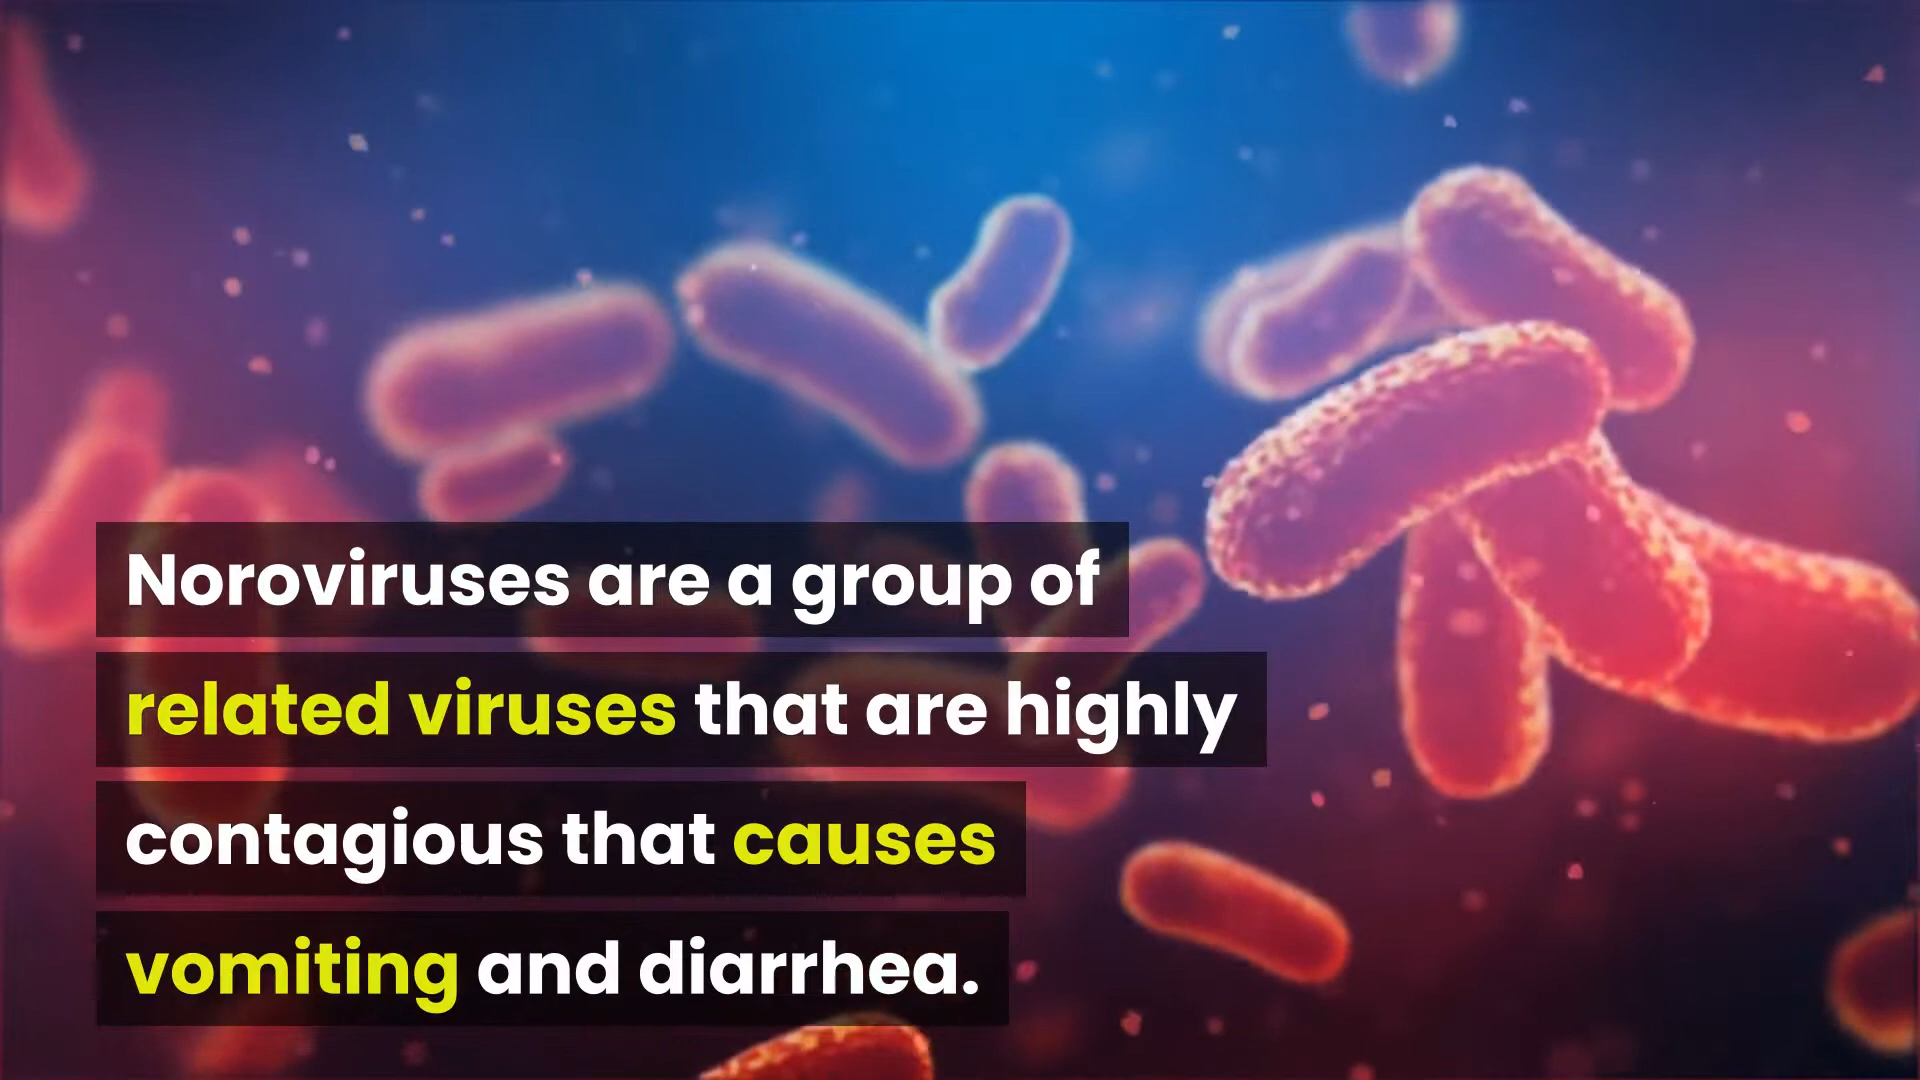 Noroviruses are a group of
related viruses that are highly
contagious that causes
vomiting and diarrhea.